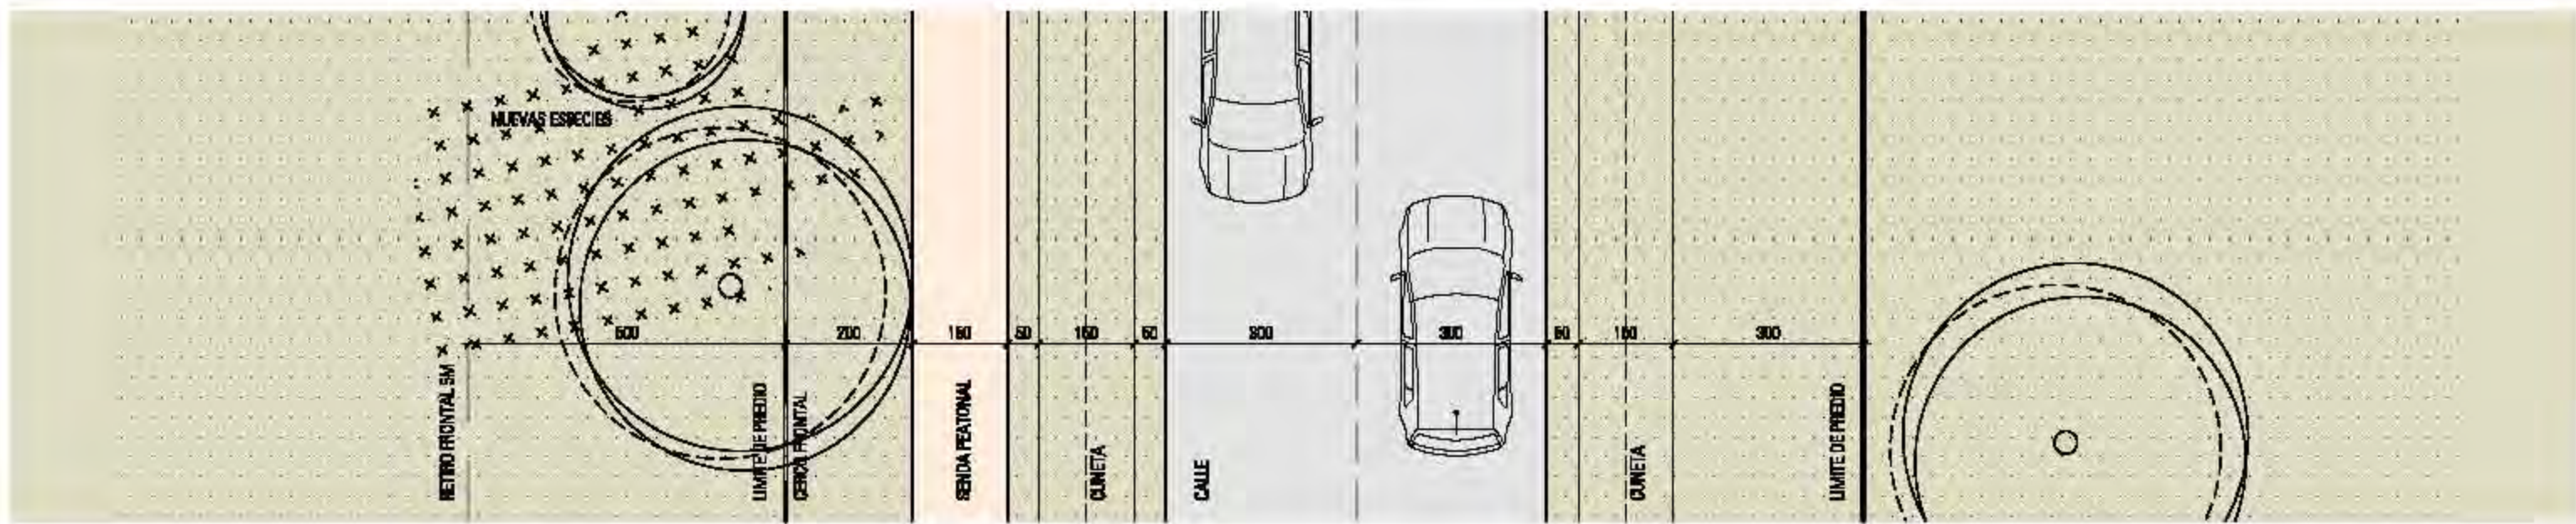 NUEVAS ESPECIES
500
200
150
50
150
50
300
300
50
150
300
RETIRO FRONTAL 5M
LIMITE DE PREDIO
CERCA FRONTAL
SENDA PEATONAL
CUNETA
CALLE
CUNETA
LIMITE DE PREDIO